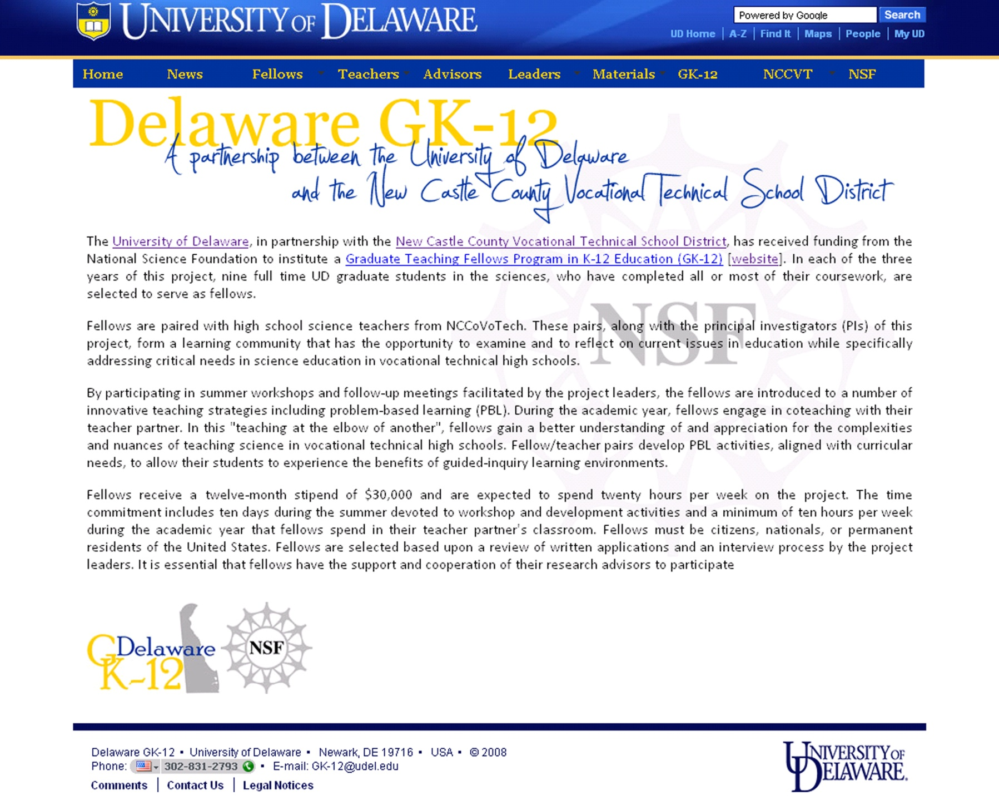 UNIVERSITY OF DELAWARE
Powered by Google Search
UD Home | A-Z | Find It | Maps | People | My UD
Home News Fellows Teachers Advisors Leaders Materials GK-12 NCCVT NSF
Delaware GK-12
A partnership between the University of Delaware
and the New Castle County Vocational Technical School District
The University of Delaware, in partnership with the New Castle County Vocational Technical School District, has received funding from the
National Science Foundation to institute a Graduate Teaching Fellows Program in K-12 Education (GK-12) [website]. In each of the three
years of this project, nine full time UD graduate students in the sciences, who have completed all or most of their coursework, are
selected to serve as fellows.
NSF
Fellows are paired with high school science teachers from NCCoVoTech. These pairs, along with the principal investigators (PIs) of this
project, form a learning community that has the opportunity to examine and to reflect on current issues in education while specifically
addressing critical needs in science education in vocational technical high schools.
By participating in summer workshops and follow-up meetings facilitated by the project leaders, the fellows are introduced to a number of
innovative teaching strategies including problem-based learning (PBL). During the academic year, fellows engage in coteaching with their
teacher partner. In this "teaching at the elbow of another", fellows gain a better understanding of and appreciation for the complexities
and nuances of teaching science in vocational technical high schools. Fellow/teacher pairs develop PBL activities, aligned with curricular
needs, to allow their students to experience the benefits of guided-inquiry learning environments.
Fellows receive a twelve-month stipend of $30,000 and are expected to spend twenty hours per week on the project. The time
commitment includes ten days during the summer devoted to workshop and development activities and a minimum of ten hours per week
during the academic year that fellows spend in their teacher partner's classroom. Fellows must be citizens, nationals, or permanent
residents of the United States. Fellows are selected based upon a review of written applications and an interview process by the project
leaders. It is essential that fellows have the support and cooperation of their research advisors to participate
Delaware
GK-12
NSF
Delaware GK-12 ▪ University of Delaware ▪ Newark, DE 19716 ▪ USA ▪ © 2008
Phone: 302-831-2793 ▪ E-mail: GK-12@udel.edu
Comments | Contact Us | Legal Notices
UNIVERSITY OF
DELAWARE.